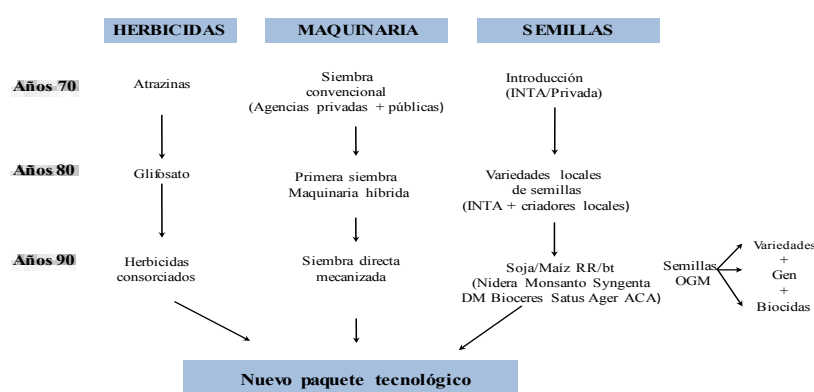 HERBICIDAS
MAQUINARIA
SEMILLAS
Años 70
Atrazinas
Siembra
convencional
(Agencias privadas + públicas)
Introducción
(INTA/Privada)
Años 80
Glifosato
Primera siembra
Maquinaria híbrida
Variedades locales
de semillas
(INTA + criadores locales)
Años 90
Herbicidas
consorciados
Siembra directa
mecanizada
Soja/Maíz RR/bt
(Nidera Monsanto Syngenta
DM Bioceres Satus Ager ACA)
Semillas
OGM
Variedades
+
Gen
+
Biocidas
Nuevo paquete tecnológico